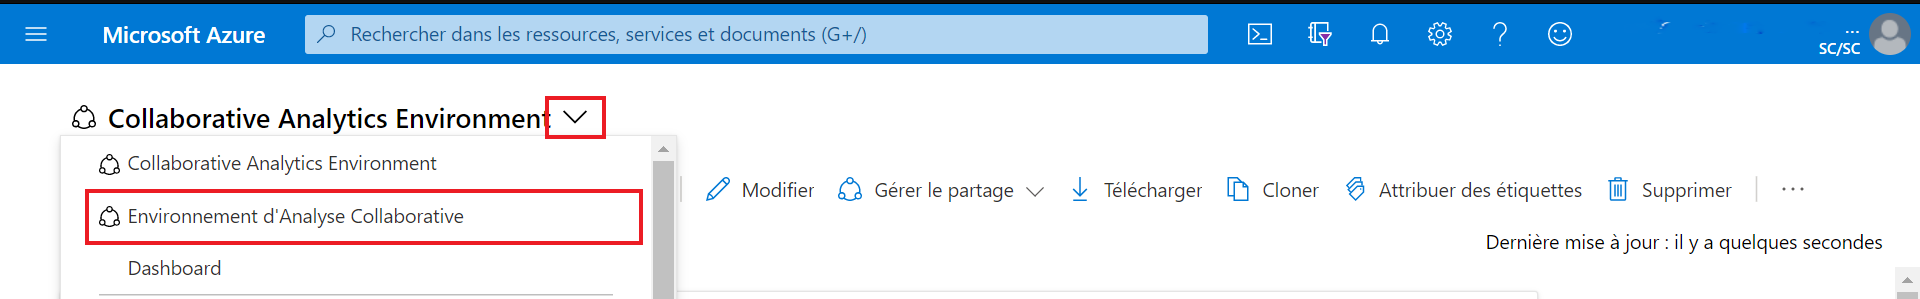 Microsoft Azure
Rechercher dans les ressources, services et documents (G+/)
...
SC/SC
Collaborative Analytics Environment
Collaborative Analytics Environment
Environnement d'Analyse Collaborative
Dashboard
Modifier
Gérer le partage
Télécharger
Cloner
Attribuer des étiquettes
Supprimer
...
Dernière mise à jour : il y a quelques secondes